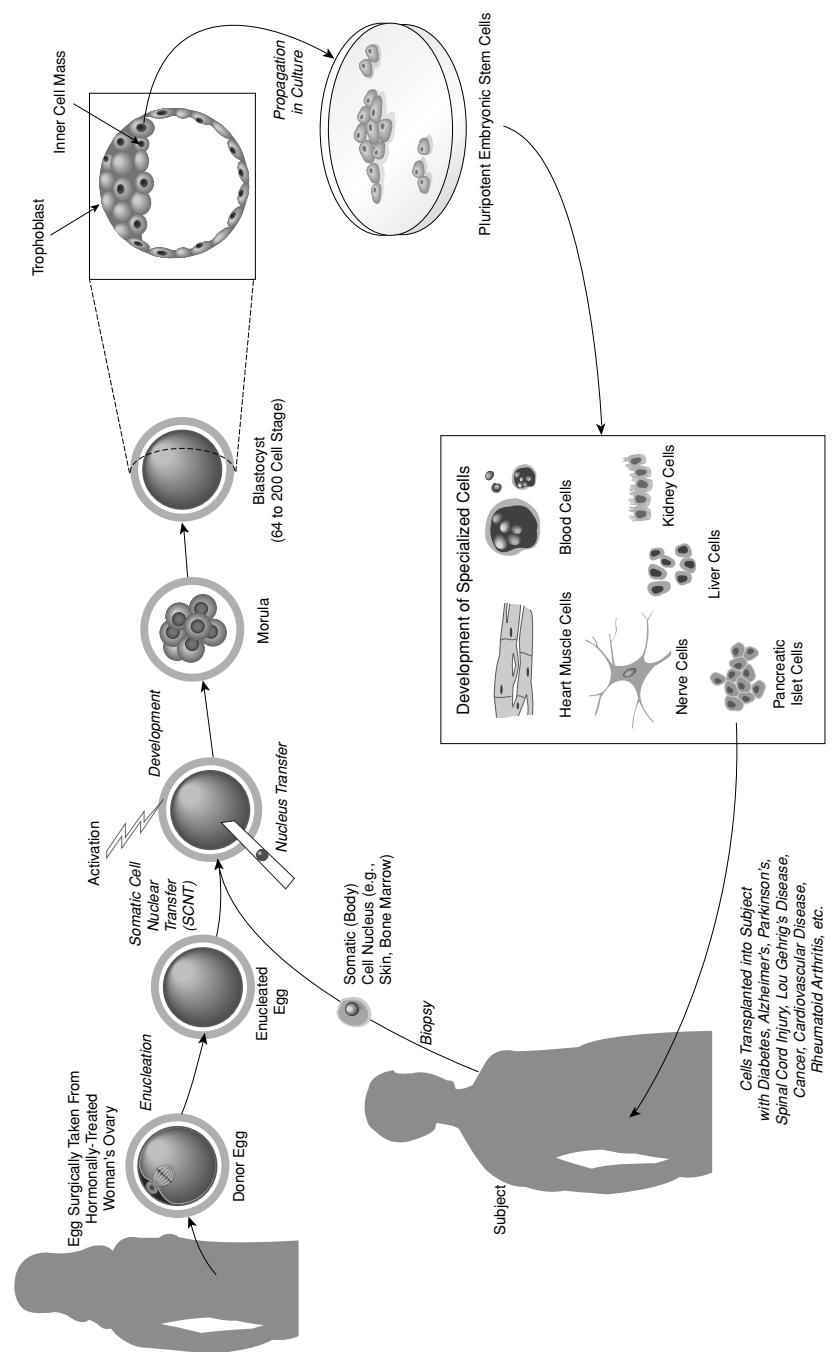 Egg Surgically Taken From
Hormonally-Treated
Woman's Ovary
Donor Egg
Enucleation
Enucleated
Egg
Somatic Cell
Nuclear
Transfer
(SCNT)
Activation
Nucleus Transfer
Development
Morula
Blastocyst
(64 to 200 Cell Stage)
Trophoblast
Inner Cell Mass
Propagation
in Culture
Pluripotent Embryonic Stem Cells
Subject
Biopsy
Somatic (Body)
Cell Nucleus (e.g.,
Skin, Bone Marrow)
Development of Specialized Cells
Heart Muscle Cells
Blood Cells
Nerve Cells
Kidney Cells
Liver Cells
Pancreatic
Islet Cells
Cells Transplanted into Subject
with Diabetes, Alzheimer's, Parkinson's,
Spinal Cord Injury, Lou Gehrig's Disease,
Cancer, Cardiovascular Disease,
Rheumatoid Arthritis, etc.